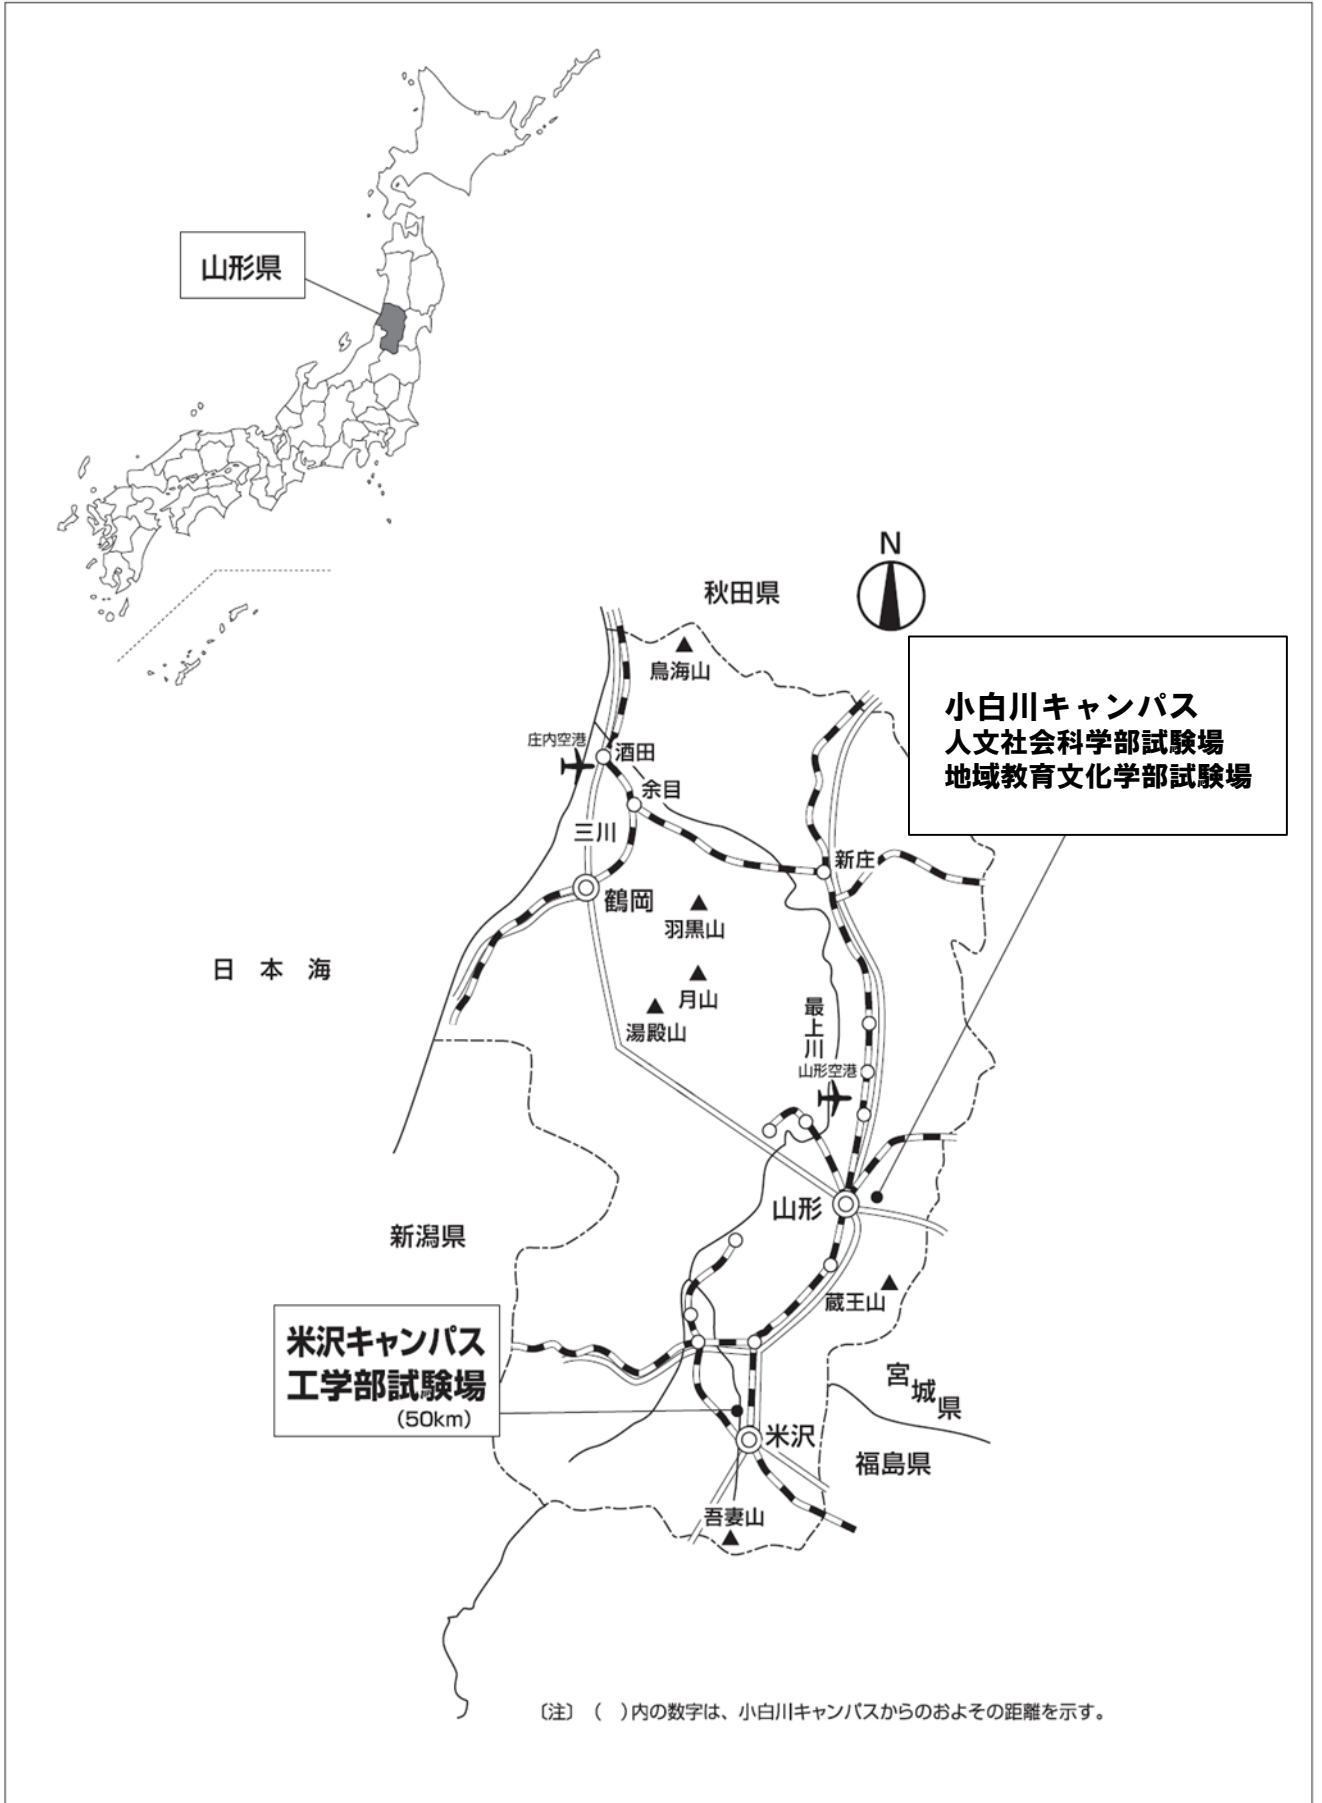 山形県
N
秋田県
鳥海山
小白川キャンパス
人文社会科学部試験場
地域教育文化学部試験場
庄内空港
酒田
余目
三川
新庄
鶴岡
羽黒山
日 本 海
月山
湯殿山
最上川
山形空港
山形
新潟県
蔵王山
米沢キャンパス
工学部試験場
(50km)
宮城県
米沢
福島県
吾妻山
〔注〕 ( )内の数字は、小白川キャンパスからのおよその距離を示す。